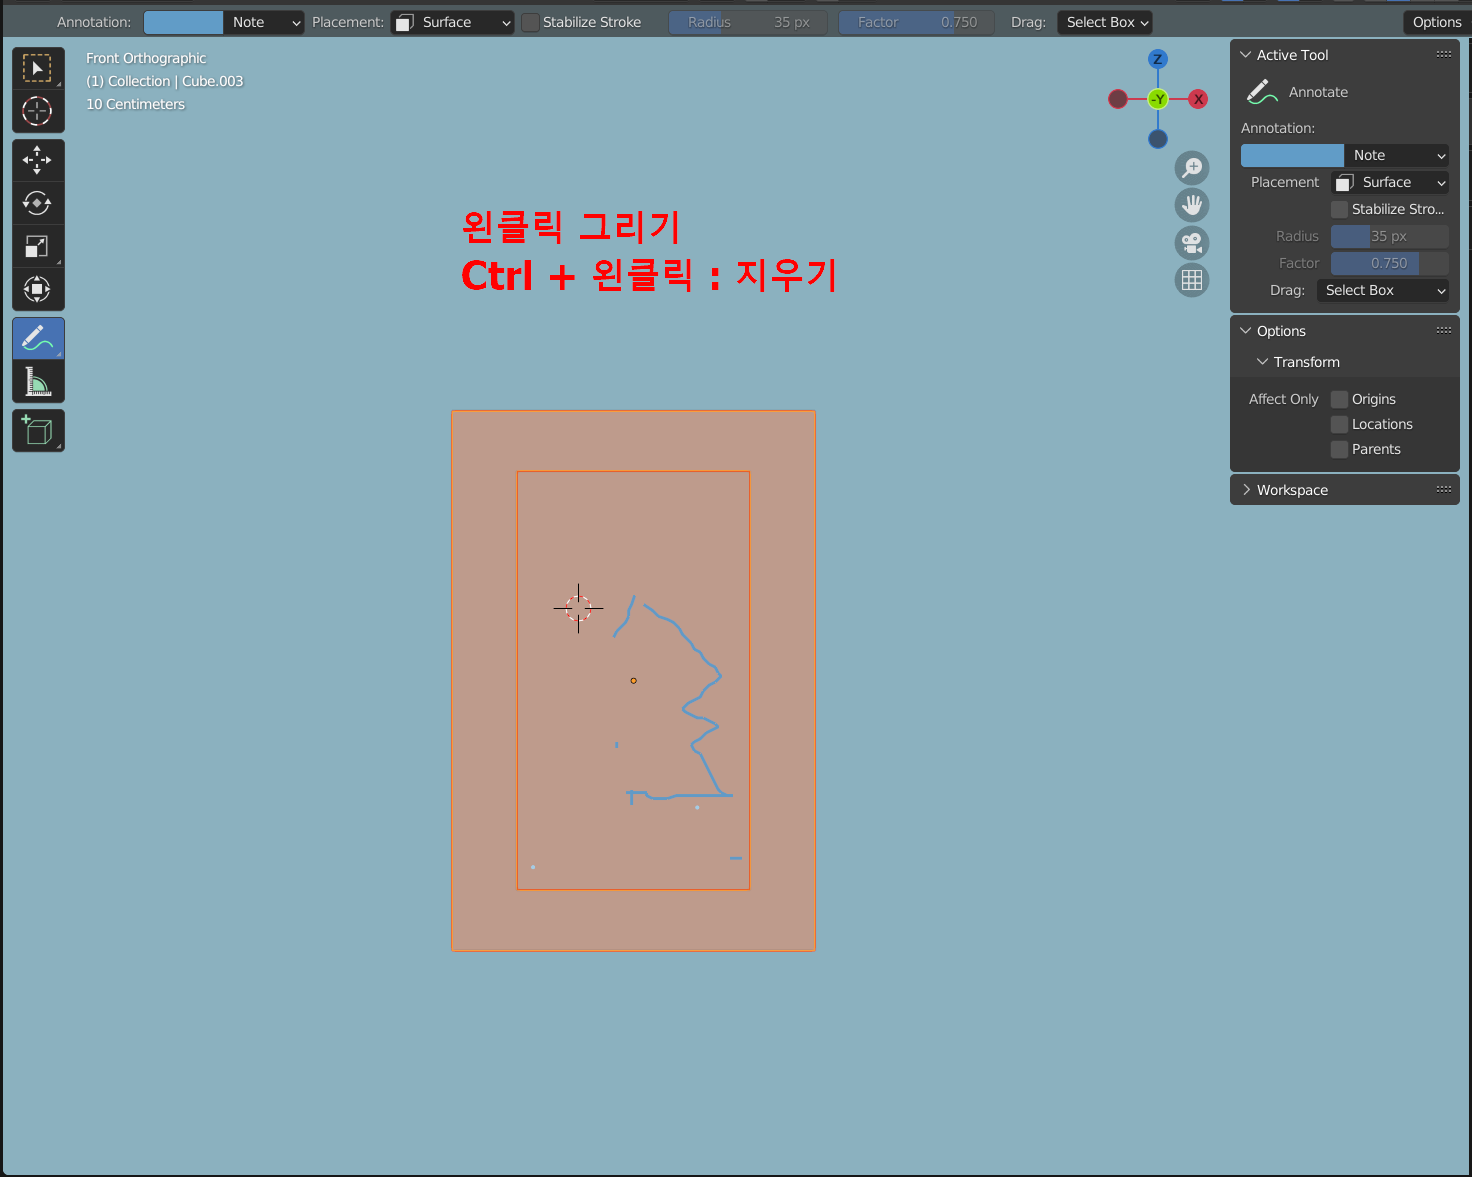 Annotation: Note Placement: Surface Stabilize Stroke Radius 35 px Factor 0.750 Drag: Select Box Options
Front Orthographic
(1) Collection | Cube.003
10 Centimeters
Z
-Y
X
왼클릭 그리기
Ctrl + 왼클릭 : 지우기
Active Tool
Annotate
Annotation:
Note
Placement Surface
Stabilize Stro...
Radius 35 px
Factor 0.750
Drag: Select Box
Options
Transform
Affect Only Origins
Locations
Parents
Workspace